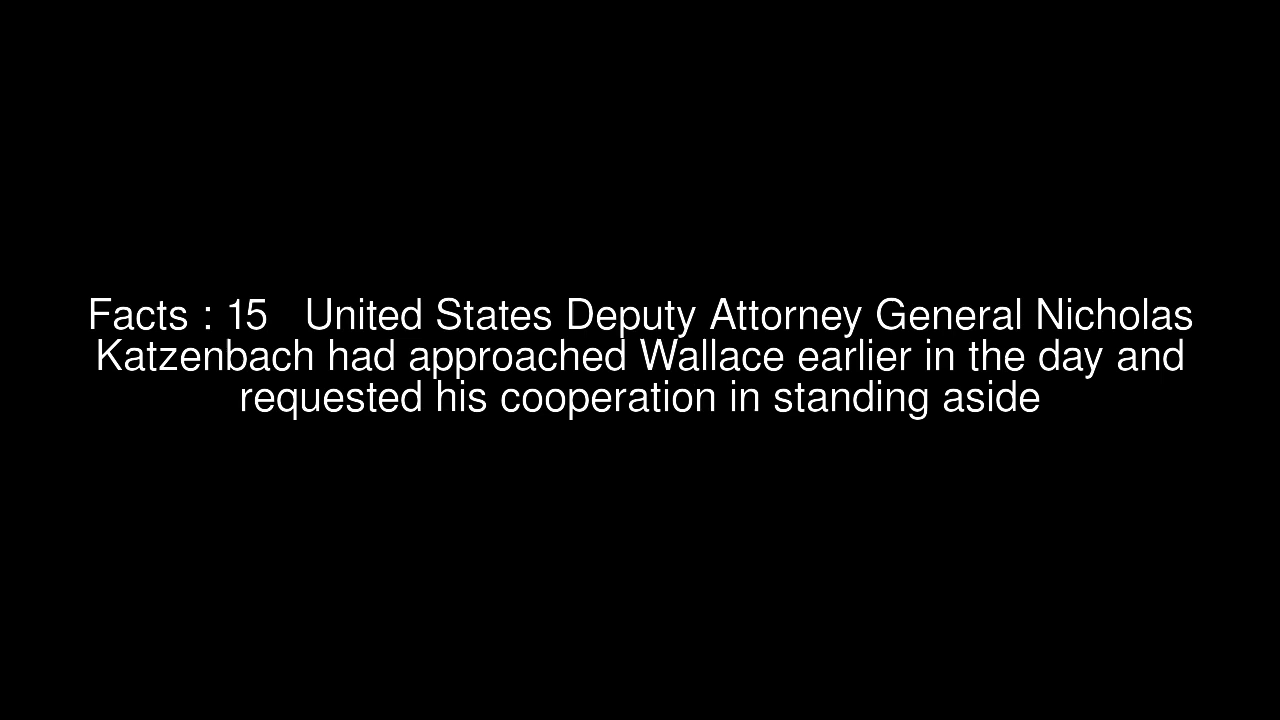 Facts : 15   United States Deputy Attorney General Nicholas
Katzenbach had approached Wallace earlier in the day and
requested his cooperation in standing aside